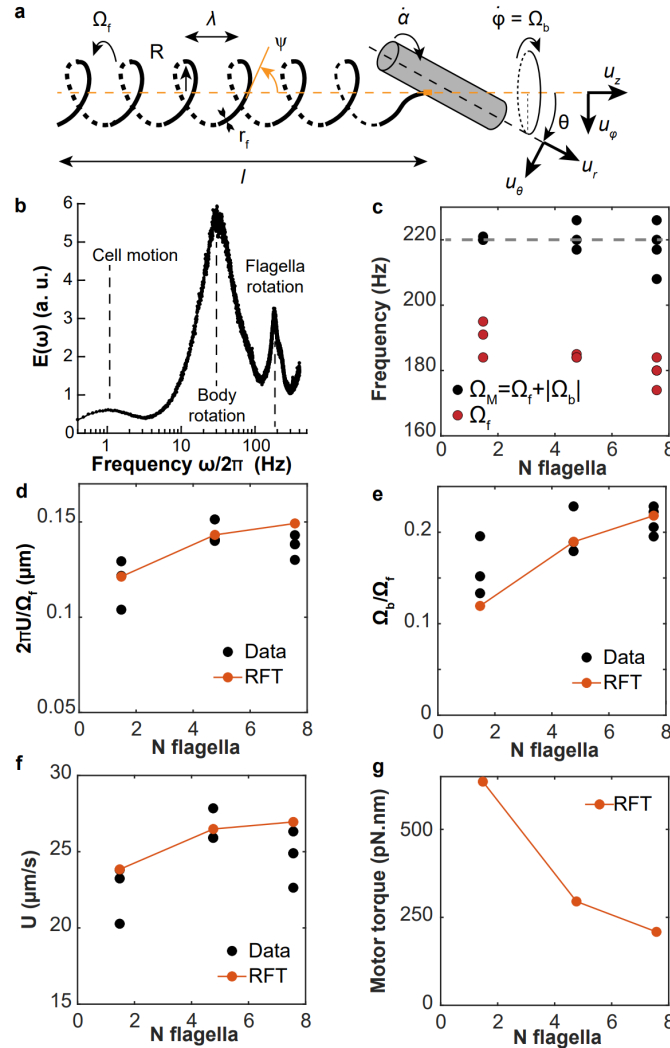 a
Ω_f
R
λ
ψ
r_f
l
α̇
φ̇ = Ω_b
u_z
u_φ
θ
u_r
u_θ
b
E(ω) (a. u.)
6
5
4
3
2
1
0
Cell motion
Flagella
rotation
Body
rotation
1
10
100
Frequency ω/2π (Hz)
c
Frequency (Hz)
220
200
180
160
Ω_M=Ω_f+|Ω_b|
Ω_f
0 2 4 6 8
N flagella
d
2πU/Ω_f (μm)
0.15
0.1
0.05
Data
RFT
0 2 4 6 8
N flagella
e
Ω_b/Ω_f
0.2
0.1
0
Data
RFT
0 2 4 6 8
N flagella
f
U (μm/s)
30
25
20
15
Data
RFT
0 2 4 6 8
N flagella
g
Motor torque (pN.nm)
500
250
0
RFT
0 2 4 6 8
N flagella